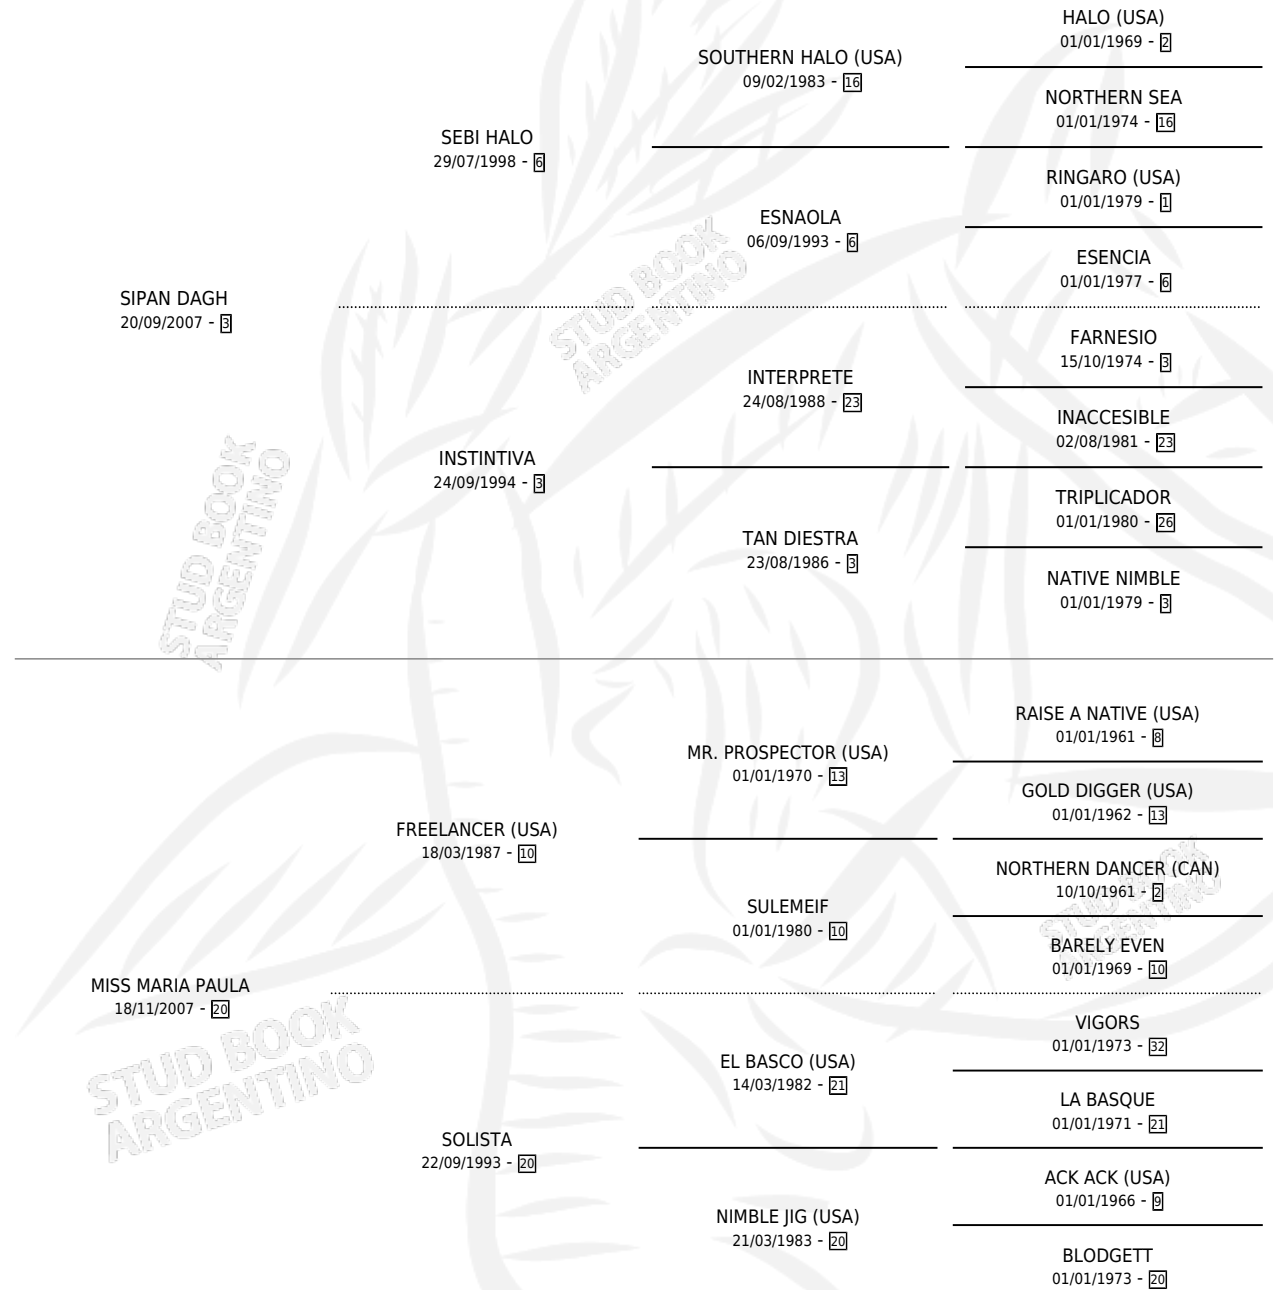 HALO (USA)
01/01/1969 - 2
SOUTHERN HALO (USA)
09/02/1983 - 16
NORTHERN SEA
01/01/1974 - 16
SEBI HALO
29/07/1998 - 6
RINGARO (USA)
01/01/1979 - 1
ESNAOLA
06/09/1993 - 6
ESENCIA
01/01/1977 - 6
STUD BOOK
ARGENTINO
SIPAN DAGH
20/09/2007 - 3
FARNESIO
15/10/1974 - 3
INTERPRETE
24/08/1988 - 23
INACCESIBLE
02/08/1981 - 23
INSTINTIVA
24/09/1994 - 3
TRIPLICADOR
01/01/1980 - 26
TAN DIESTRA
23/08/1986 - 3
NATIVE NIMBLE
01/01/1979 - 3
STUD BOOK
ARGENTINO
RAISE A NATIVE (USA)
01/01/1961 - 8
MR. PROSPECTOR (USA)
01/01/1970 - 13
GOLD DIGGER (USA)
01/01/1962 - 13
FREELANCER (USA)
18/03/1987 - 10
NORTHERN DANCER (CAN)
10/10/1961 - 2
SULEMEIF
01/01/1980 - 10
BARELY EVEN
01/01/1969 - 10
STUD BOOK
ARGENTINO
MISS MARIA PAULA
18/11/2007 - 20
VIGORS
01/01/1973 - 32
EL BASCO (USA)
14/03/1982 - 21
LA BASQUE
01/01/1971 - 21
STUD BOOK
ARGENTINO
SOLISTA
22/09/1993 - 20
ACK ACK (USA)
01/01/1966 - 9
NIMBLE JIG (USA)
21/03/1983 - 20
BLODGETT
01/01/1973 - 20